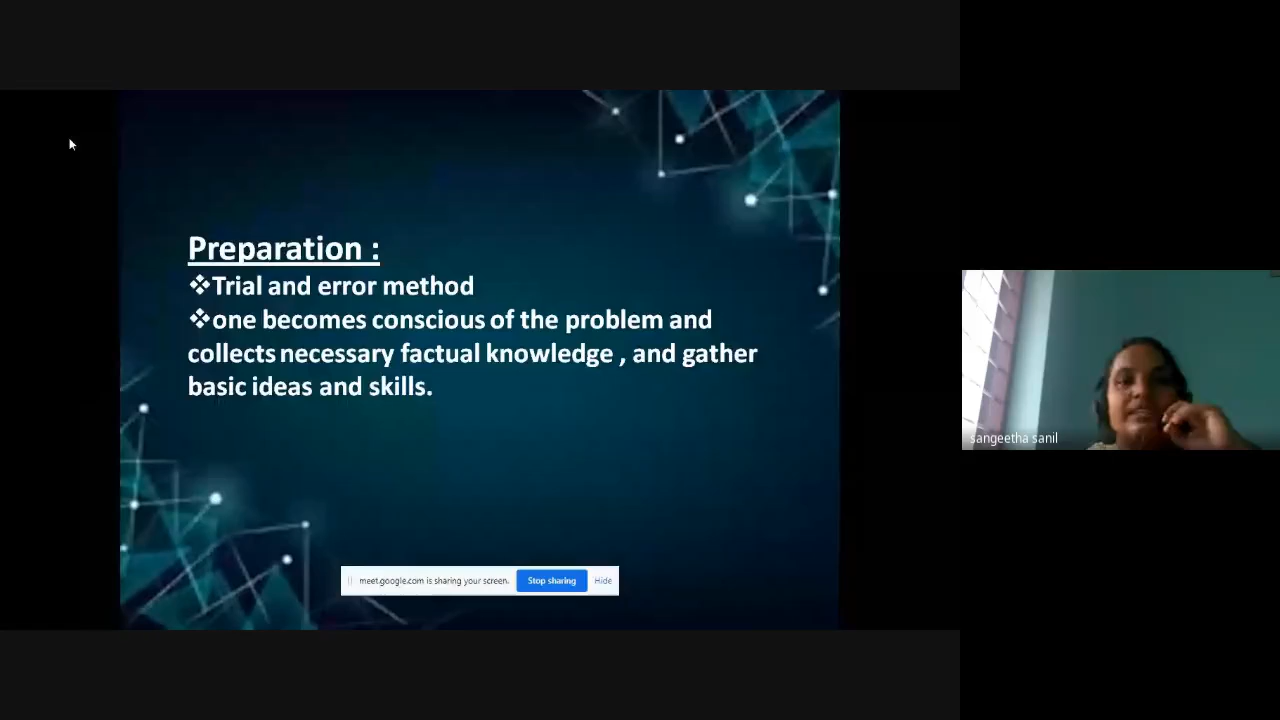 Preparation :
❖Trial and error method
❖one becomes conscious of the problem and
collects necessary factual knowledge , and gather
basic ideas and skills.
sangeetha sanil
meet.google.com is sharing your screen.
Stop sharing
Hide